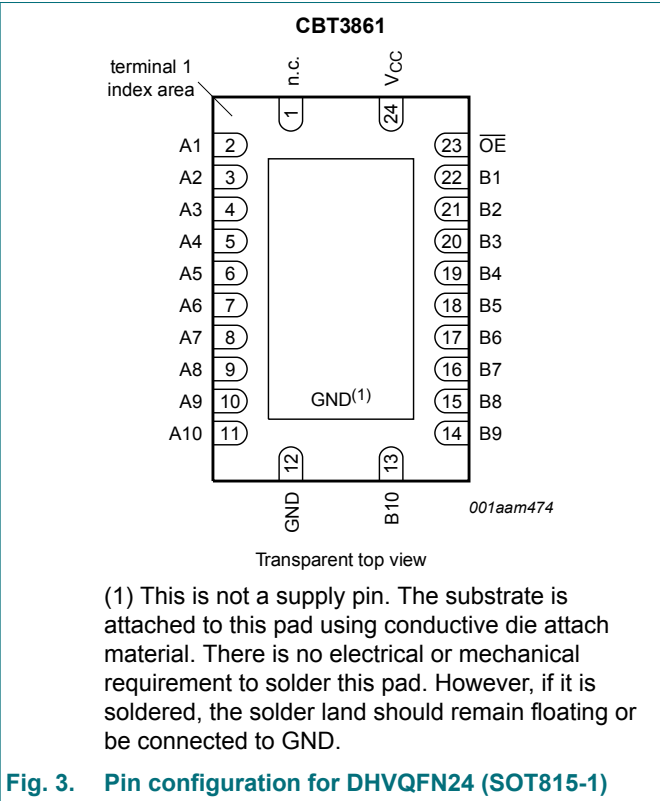 CBT3861
terminal 1
index area
n.c.
VCC
1
24
A1 2 23 OE
A2 3 22 B1
A3 4 21 B2
A4 5 20 B3
A5 6 19 B4
A6 7 18 B5
A7 8 17 B6
A8 9 16 B7
A9 10 GND(1) 15 B8
A10 11 14 B9
12 13
GND B10 001aam474
Transparent top view
(1) This is not a supply pin. The substrate is
attached to this pad using conductive die attach
material. There is no electrical or mechanical
requirement to solder this pad. However, if it is
soldered, the solder land should remain floating or
be connected to GND.
Fig. 3. Pin configuration for DHVQFN24 (SOT815-1)